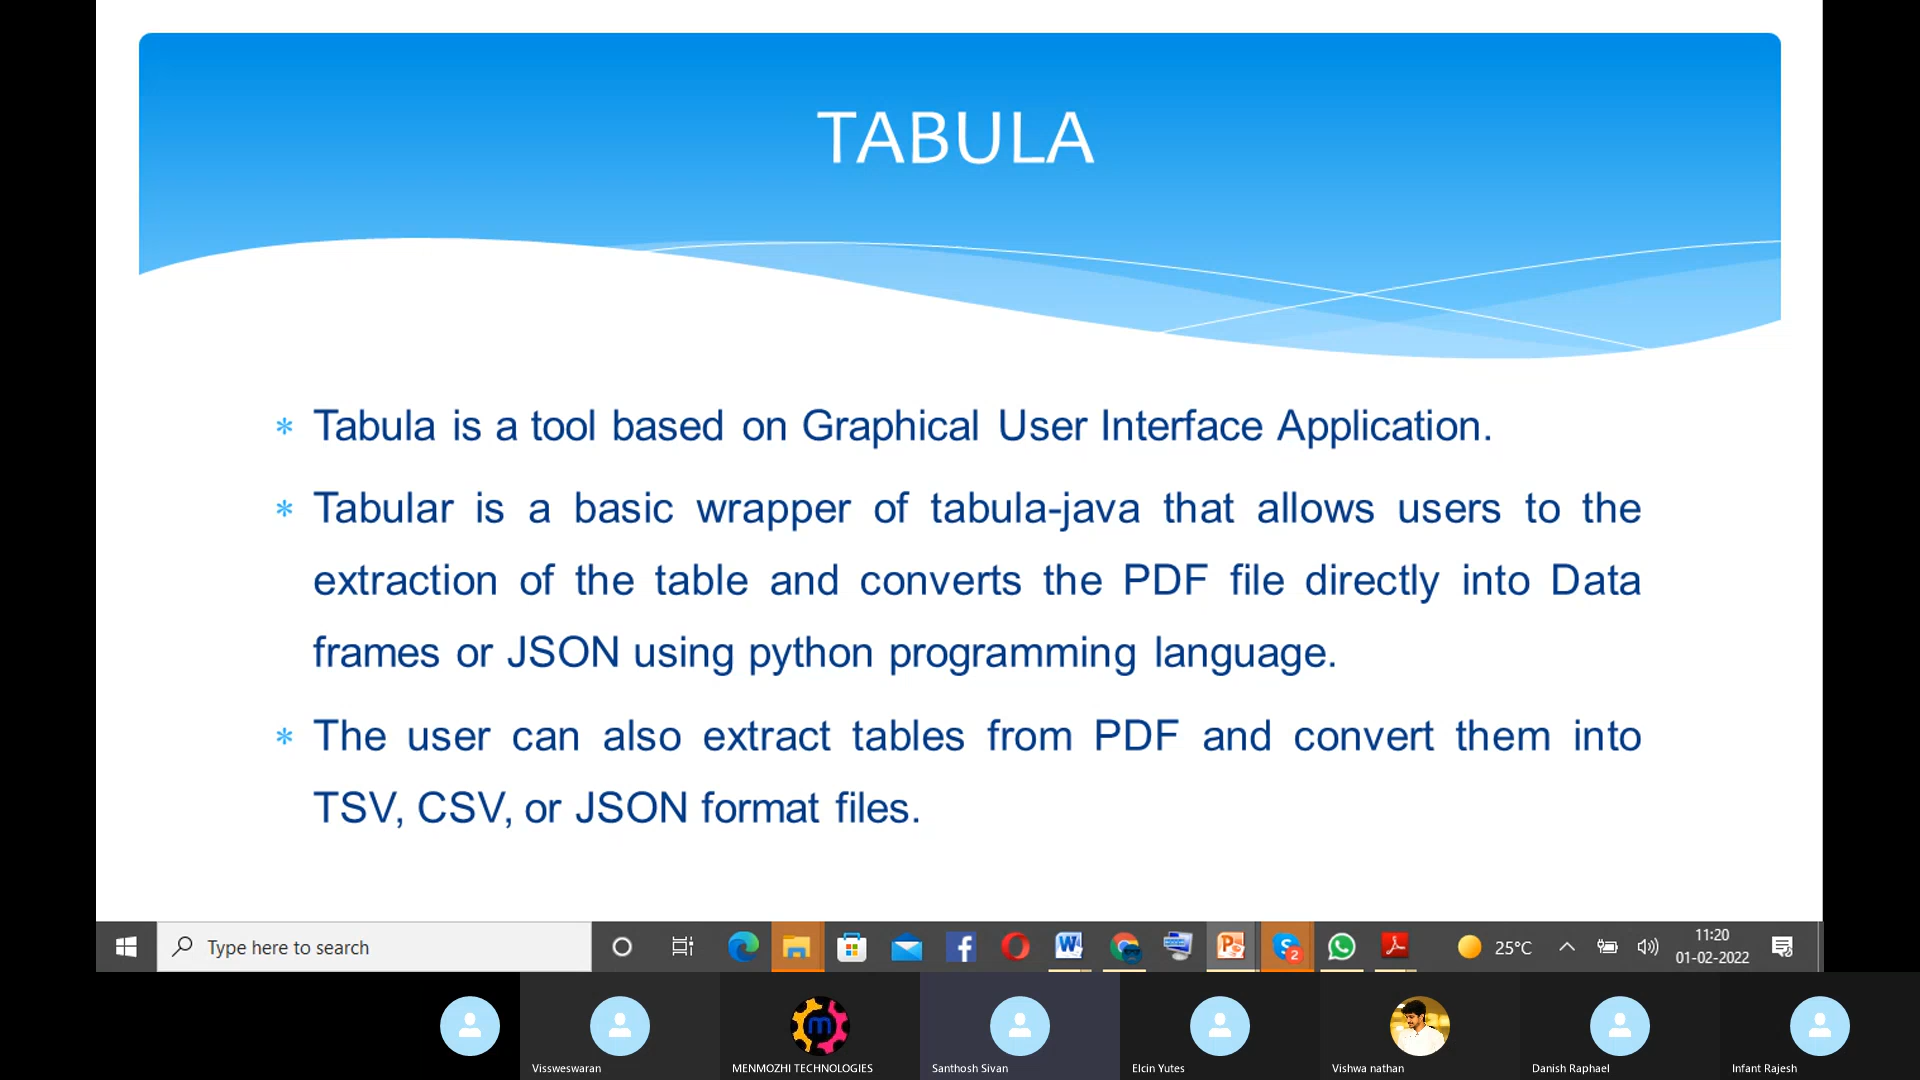 TABULA
* Tabula is a tool based on Graphical User Interface Application.
* Tabular is a basic wrapper of tabula-java that allows users to the
extraction of the table and converts the PDF file directly into Data
frames or JSON using python programming language.
* The user can also extract tables from PDF and convert them into
TSV, CSV, or JSON format files.
Type here to search
2
25°C
11:20
01-02-2022
Vissweswaran
MENMOZHI TECHNOLOGIES
Santhosh Sivan
Elcin Yutes
Vishwa nathan
Danish Raphael
Infant Rajesh